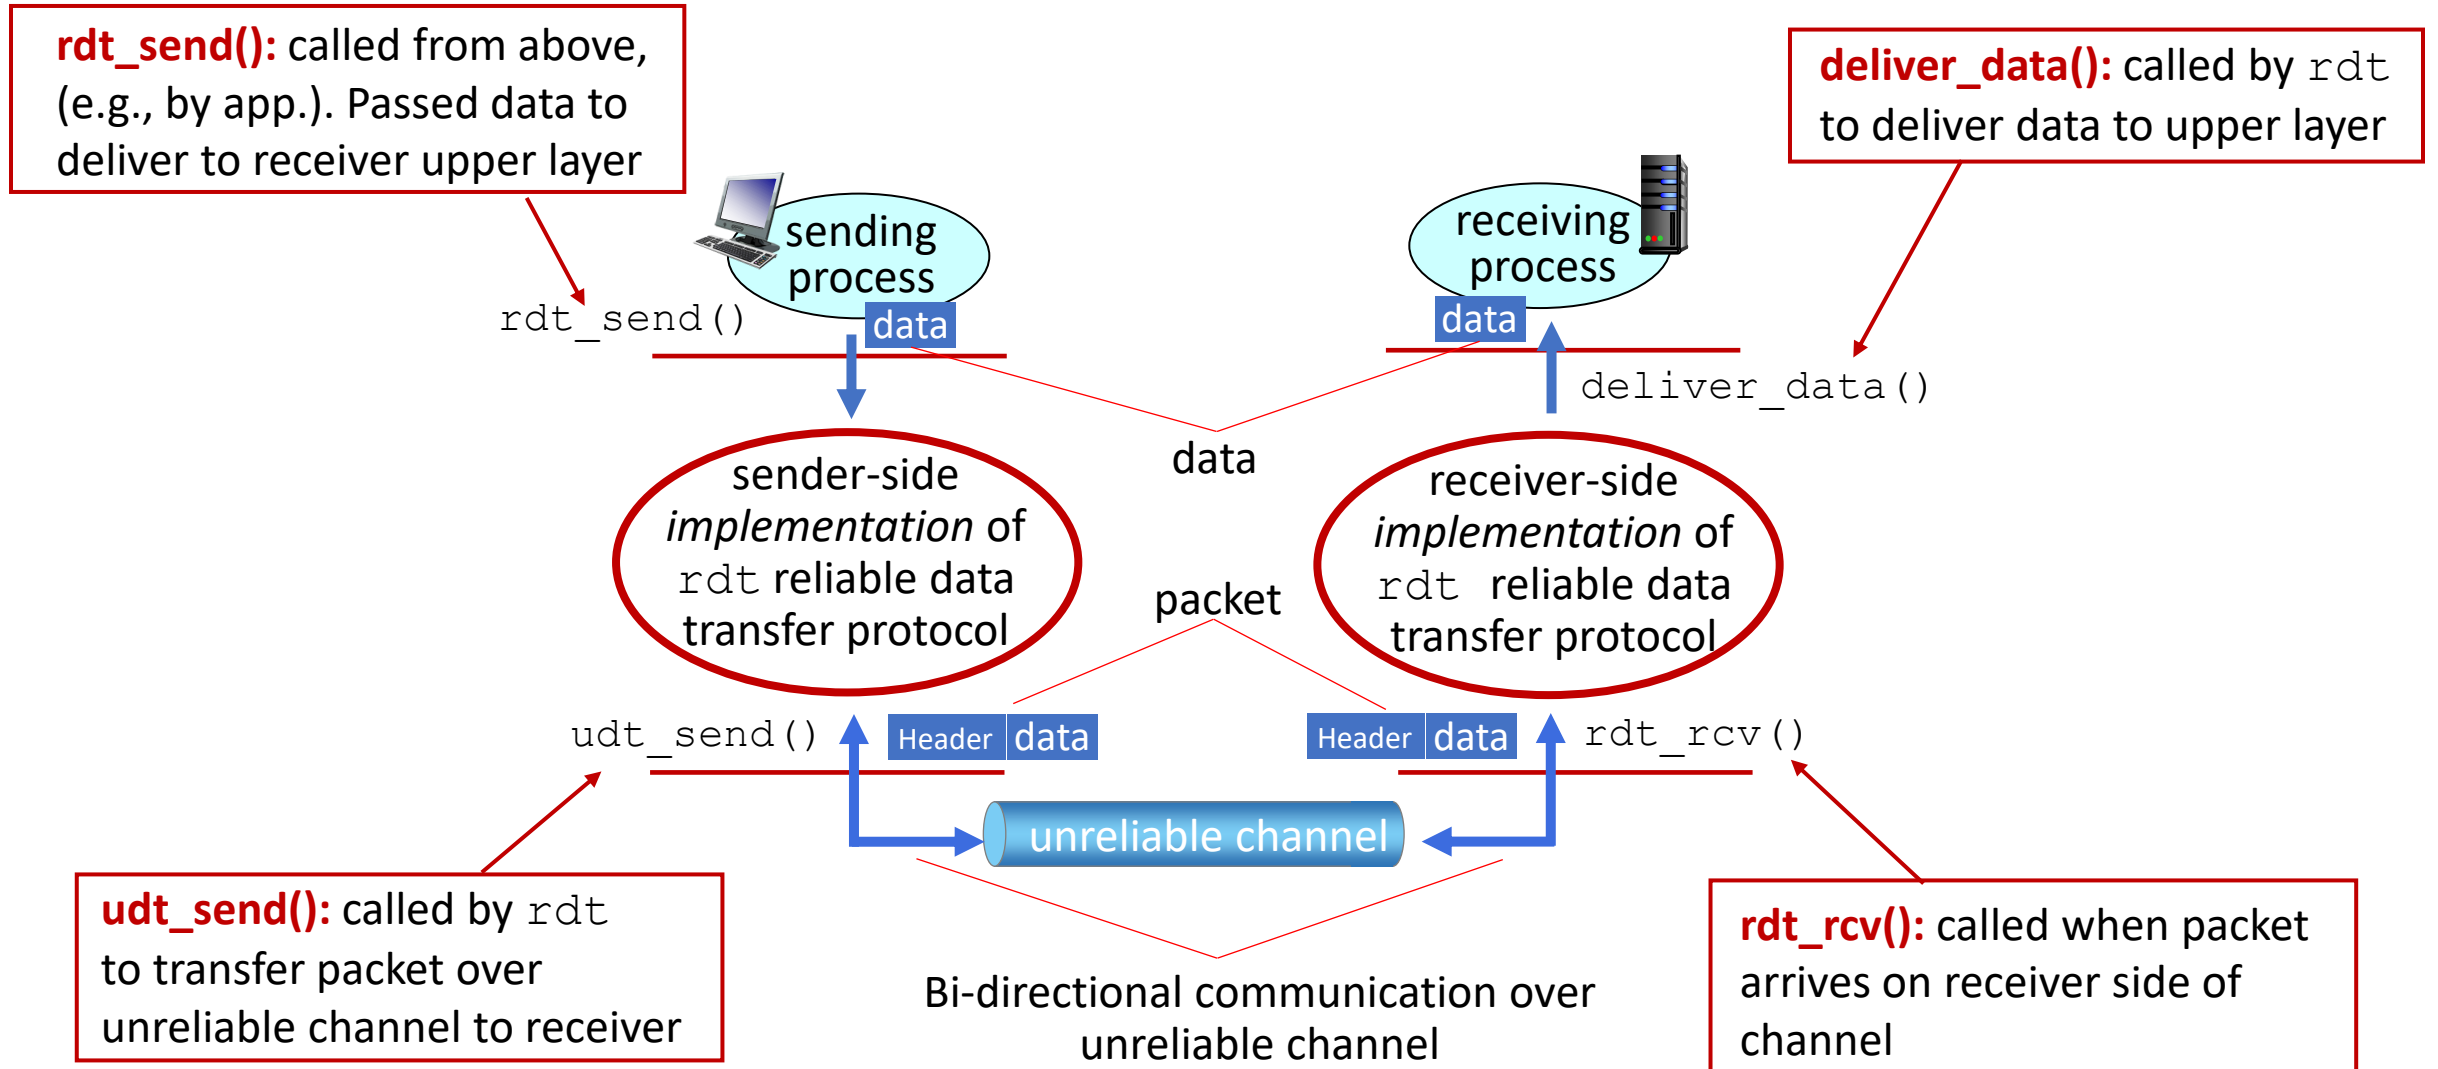 rdt_send(): called from above,
(e.g., by app.). Passed data to
deliver to receiver upper layer
deliver_data(): called by rdt
to deliver data to upper layer
sending
process
receiving
process
rdt_send()
data
data
deliver_data()
data
sender-side
implementation of
rdt reliable data
transfer protocol
receiver-side
implementation of
rdt reliable data
transfer protocol
packet
udt_send()
Header data
Header data
rdt_rcv()
unreliable channel
udt_send(): called by rdt
to transfer packet over
unreliable channel to receiver
Bi-directional communication over
unreliable channel
rdt_rcv(): called when packet
arrives on receiver side of
channel